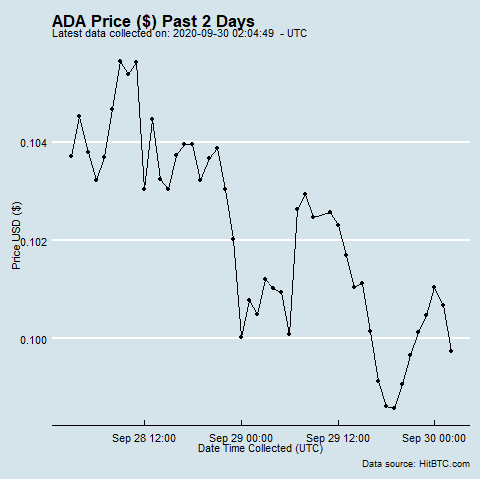 ADA Price ($) Past 2 Days
Latest data collected on: 2020-09-30 02:04:49 - UTC
0.104
0.102
0.100
Price USD ($)
Sep 28 12:00 Sep 29 00:00 Sep 29 12:00 Sep 30 00:00
Date Time Collected (UTC)
Data source: HitBTC.com